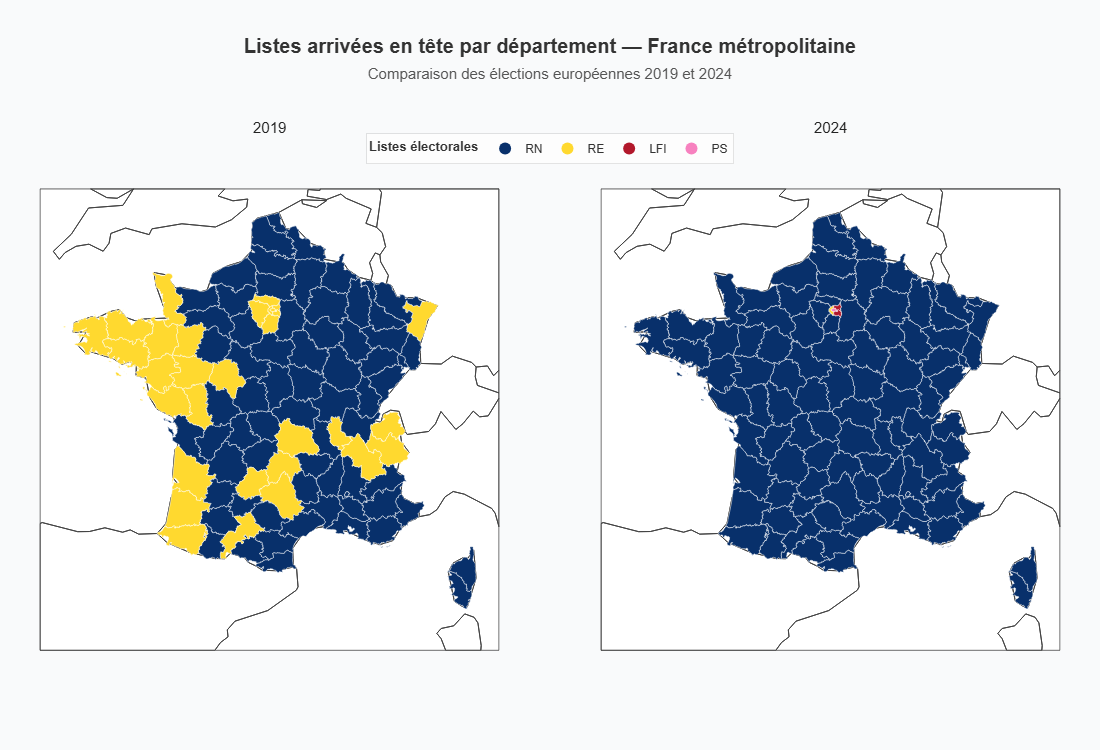 Listes arrivées en tête par département — France métropolitaine
Comparaison des élections européennes 2019 et 2024
2019
2024
Listes électorales RN RE LFI PS